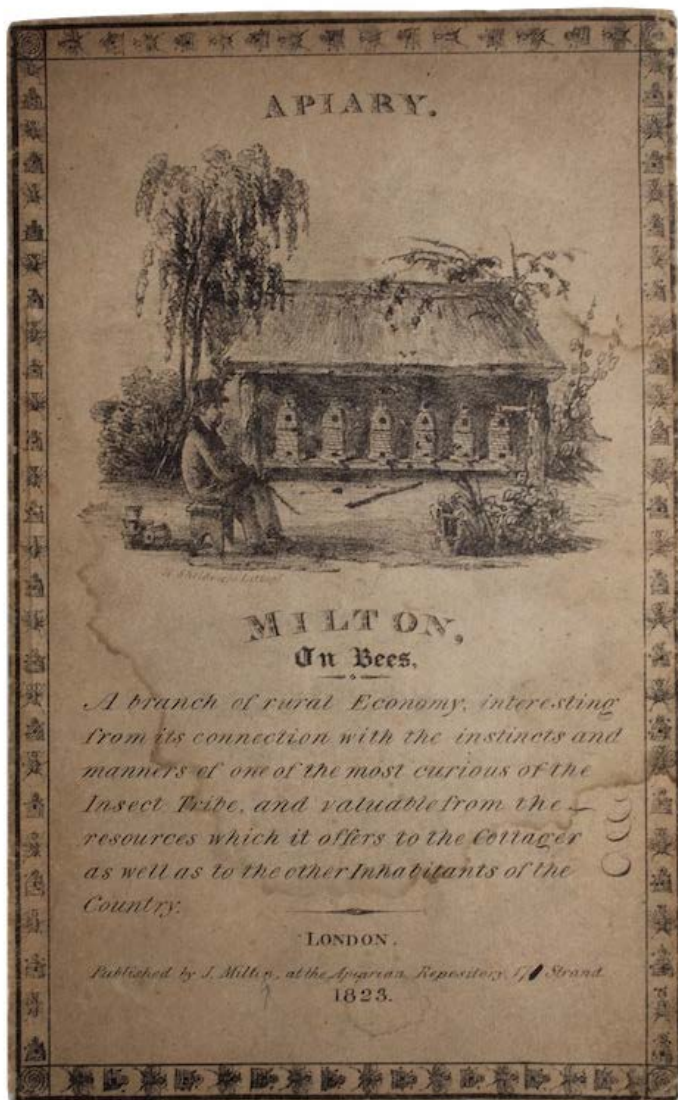 APIARY.
MILTON,
On Bees,
A branch of rural Economy, interesting
from its connection with the instincts and
manners of one of the most curious of the
Insect Tribe, and valuable from the
resources which it offers to the Cottager
as well as to the other Inhabitants of the
Country.
LONDON.
Published by J. Milton, at the Apiarian Repository, Strand.
1823.